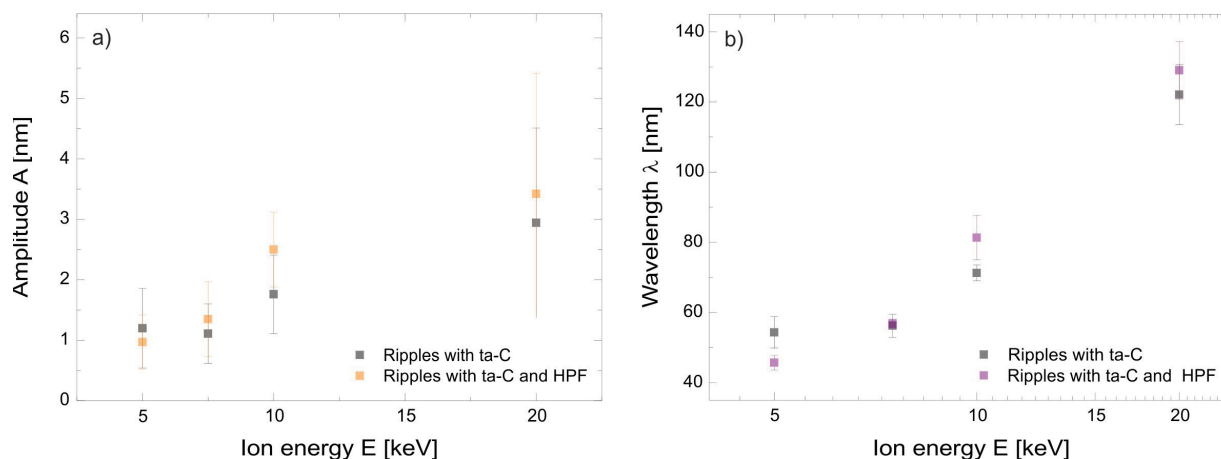 a)
Amplitude A [nm]
6
5
4
3
2
1
0
5
10
15
20
Ion energy E [keV]
Ripples with ta-C
Ripples with ta-C and HPF
b)
Wavelength λ [nm]
140
120
100
80
60
40
5
10
15
20
Ion energy E [keV]
Ripples with ta-C
Ripples with ta-C and HPF